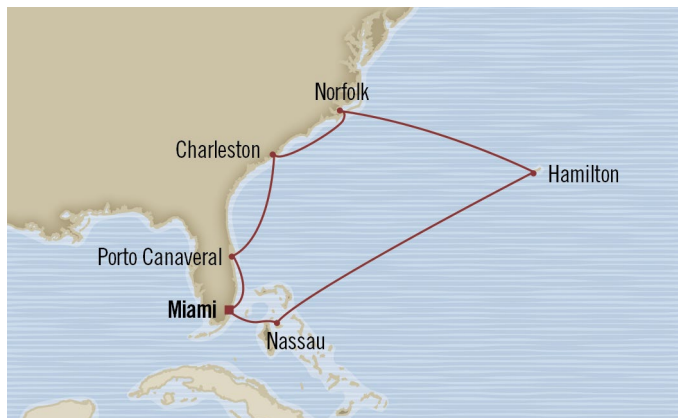 Norfolk
Charleston
Hamilton
Porto Canaveral
Miami
Nassau